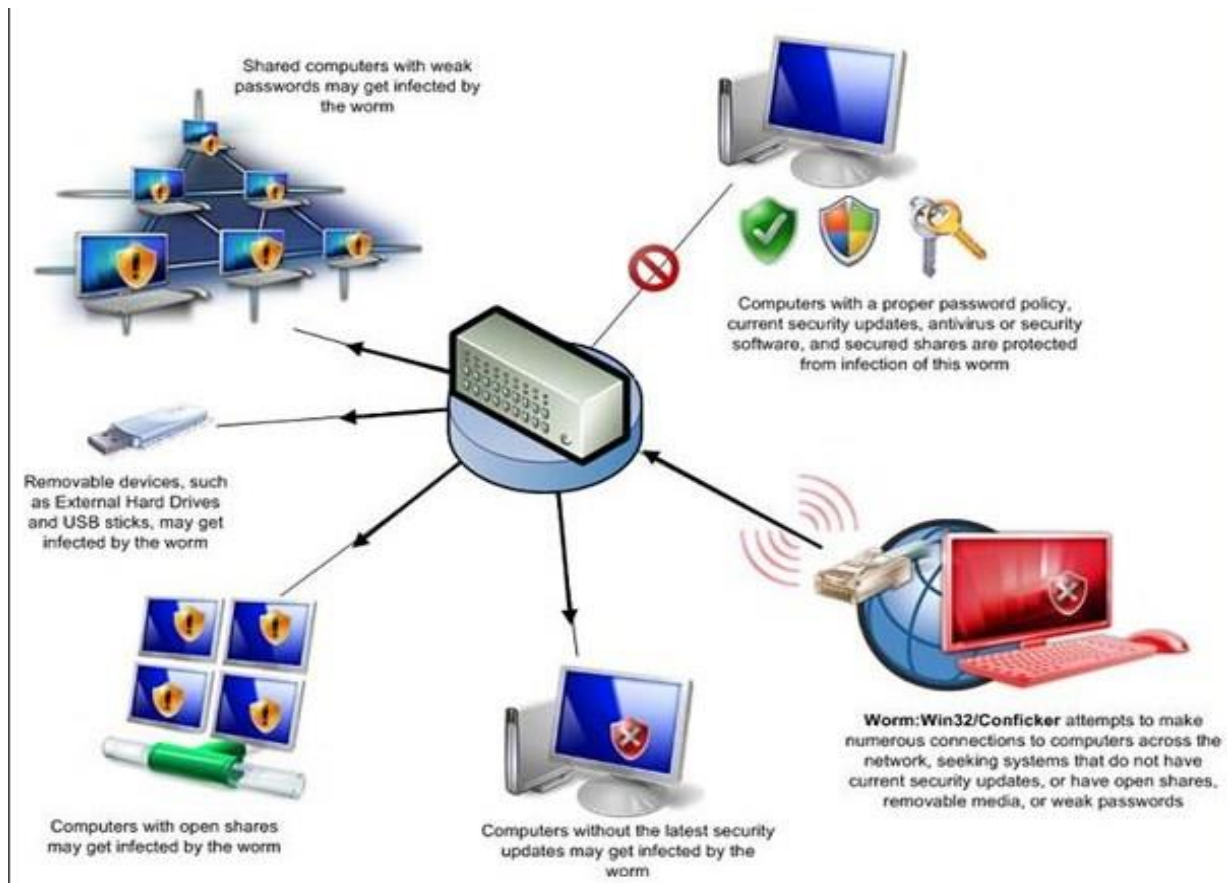 Shared computers with weak
passwords may get infected by
the worm
Computers with a proper password policy,
current security updates, antivirus or security
software, and secured shares are protected
from infection of this worm
Removable devices, such
as External Hard Drives
and USB sticks, may get
infected by the worm
Computers with open shares
may get infected by the worm
Computers without the latest security
updates may get infected by the
worm
Worm:Win32/Conficker attempts to make
numerous connections to computers across the
network, seeking systems that do not have
current security updates, or have open shares,
removable media, or weak passwords